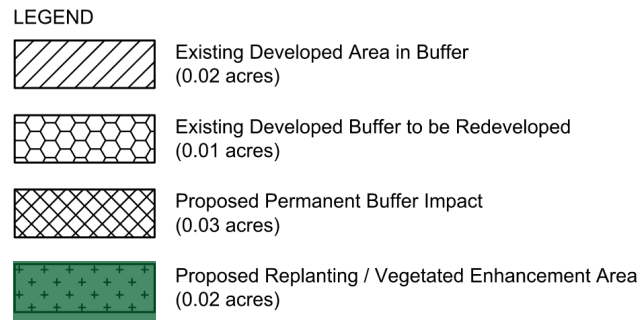 LEGEND
Existing Developed Area in Buffer
(0.02 acres)
Existing Developed Buffer to be Redeveloped
(0.01 acres)
Proposed Permanent Buffer Impact
(0.03 acres)
Proposed Replanting / Vegetated Enhancement Area
(0.02 acres)